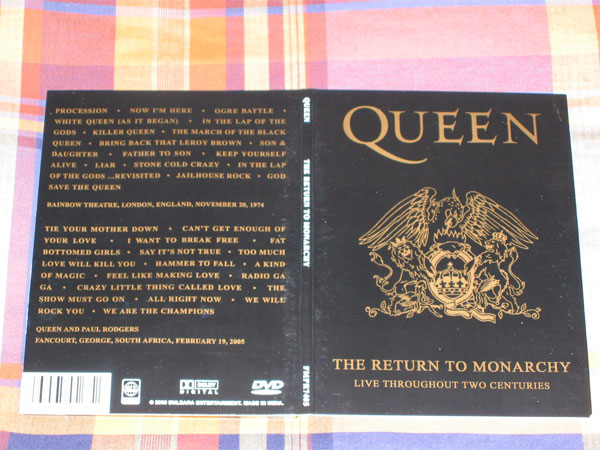 PROCESSION • NOW I'M HERE • OGRE BATTLE •
WHITE QUEEN (AS IT BEGAN) • IN THE LAP OF THE
GODS • KILLER QUEEN • THE MARCH OF THE BLACK
QUEEN • BRING BACK THAT LEROY BROWN • SON &
DAUGHTER • FATHER TO SON • KEEP YOURSELF
ALIVE • LIAR • STONE COLD CRAZY • IN THE LAP
OF THE GODS ...REVISITED • JAILHOUSE ROCK • GOD
SAVE THE QUEEN
RAINBOW THEATRE, LONDON, ENGLAND, NOVEMBER 20, 1974
TIE YOUR MOTHER DOWN • CAN'T GET ENOUGH OF
YOUR LOVE • I WANT TO BREAK FREE • FAT
BOTTOMED GIRLS • SAY IT'S NOT TRUE • TOO MUCH
LOVE WILL KILL YOU • HAMMER TO FALL • A KIND
OF MAGIC • FEEL LIKE MAKING LOVE • RADIO GA
GA • CRAZY LITTLE THING CALLED LOVE • THE
SHOW MUST GO ON • ALL RIGHT NOW • WE WILL
ROCK YOU • WE ARE THE CHAMPIONS
QUEEN AND PAUL RODGERS
FANCOURT, GEORGE, SOUTH AFRICA, FEBRUARY 19, 2005
DOLBY
DIGITAL
DVD
BULSARA ENTERTAINMENT. MADE IN INDIA.
QUEEN
THE RETURN TO MONARCHY
QUEEN
THE RETURN TO MONARCHY
LIVE THROUGHOUT TWO CENTURIES